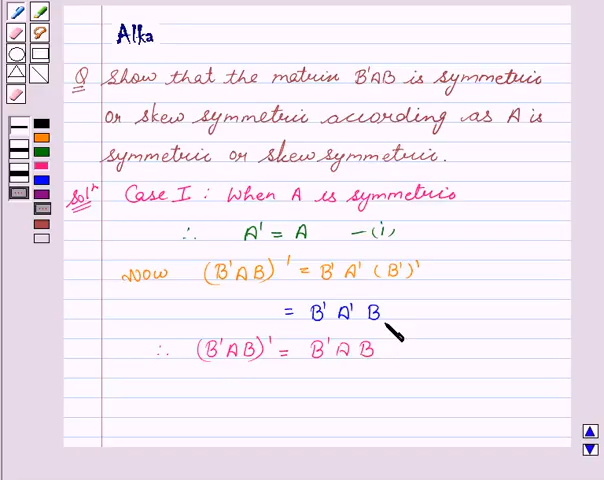 Alka
Q Show that the matrix B'AB is symmetric
or skew symmetric according as A is
symmetric or skew symmetric.
Solⁿ Case I : When A is symmetric
∴ A' = A -(i)
Now (B'AB)' = B'A'(B')'
= B'A'B
∴ (B'AB)' = B'AB